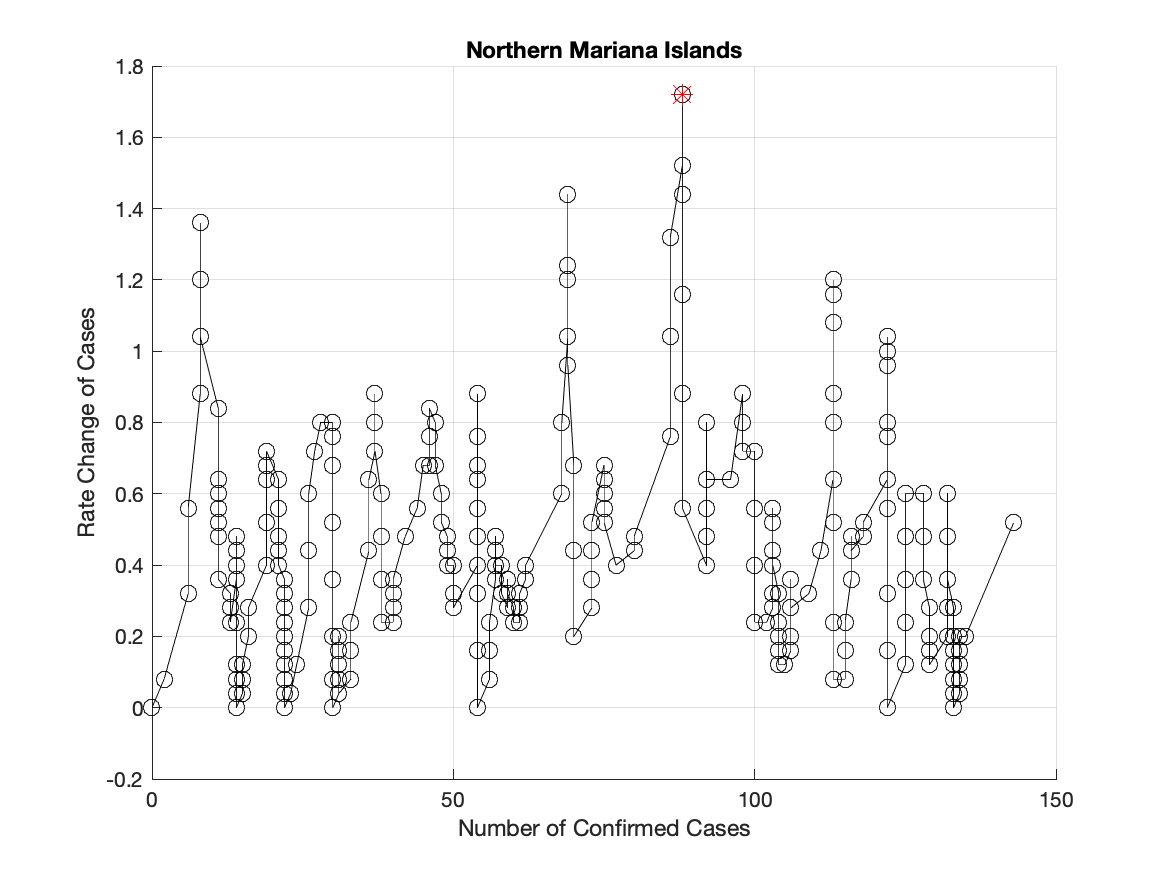 Northern Mariana Islands
1.8
1.6
1.4
1.2
1
0.8
0.6
0.4
0.2
0
-0.2
Rate Change of Cases
0 50 100 150
Number of Confirmed Cases